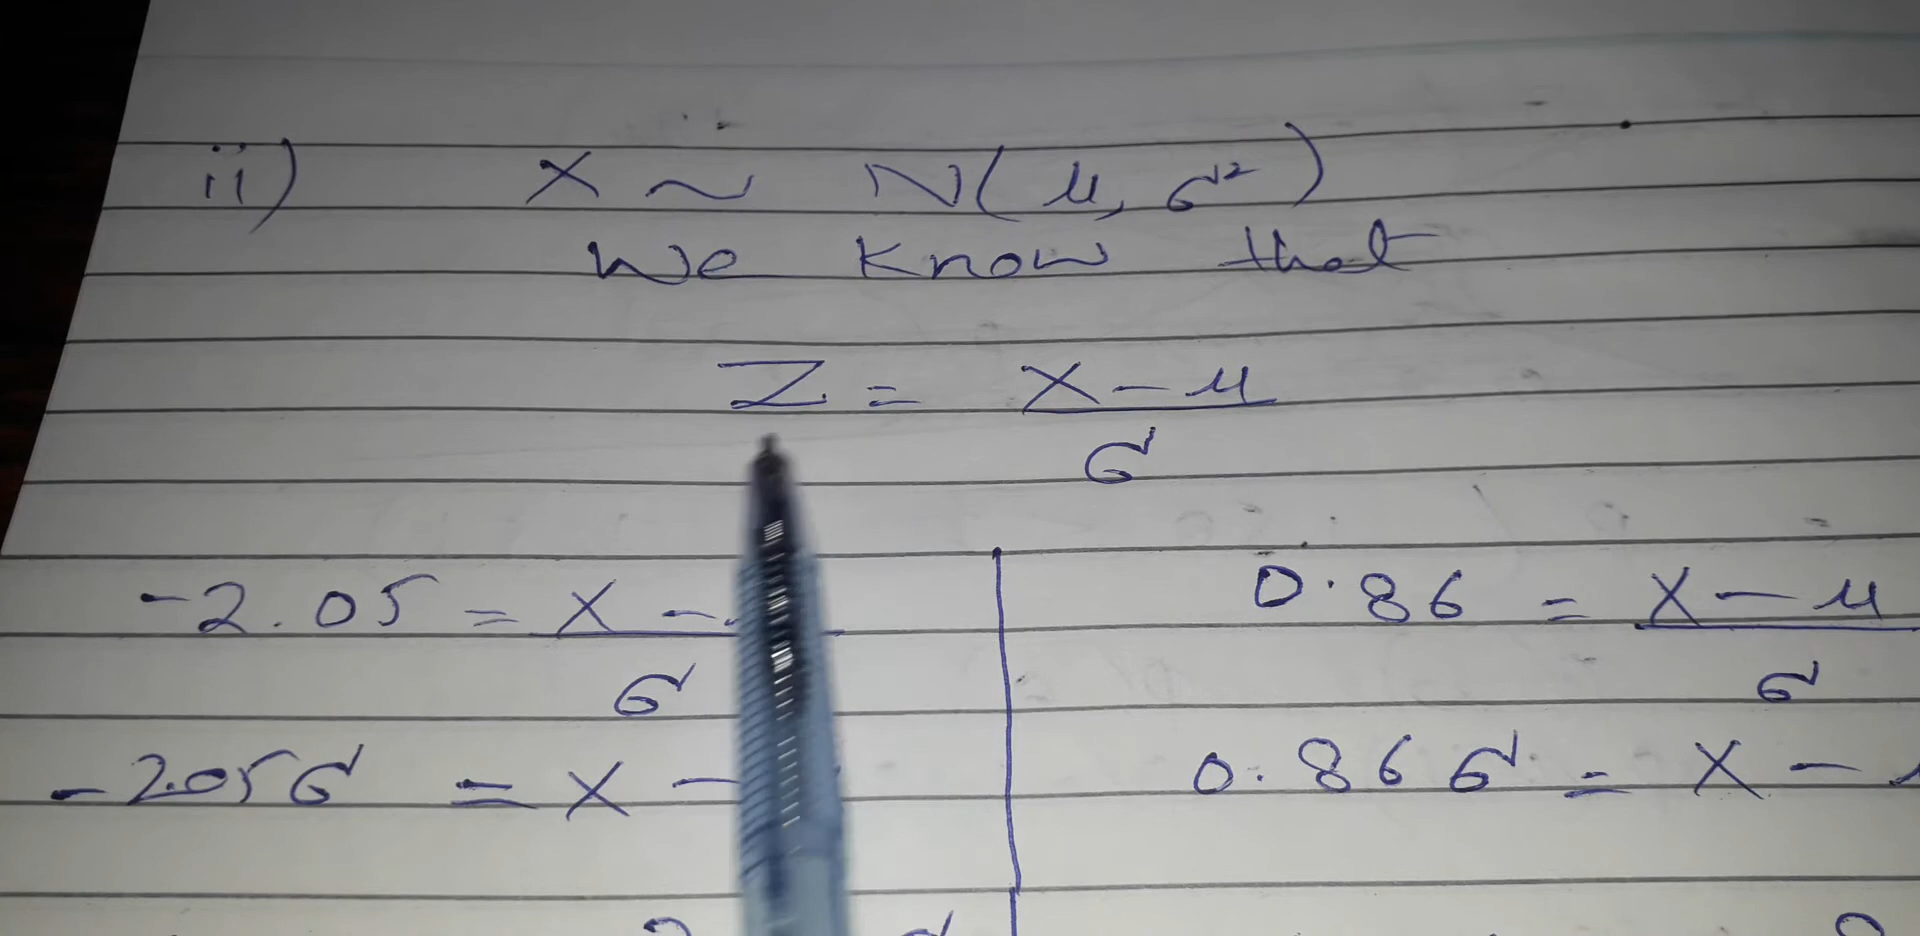 ii) X ~ N(μ, σ²)
We know that
Z = X - μ
σ
-2.05 = X -
σ
-2.05σ = X -
0.86 = X - μ
σ
0.86σ = X -